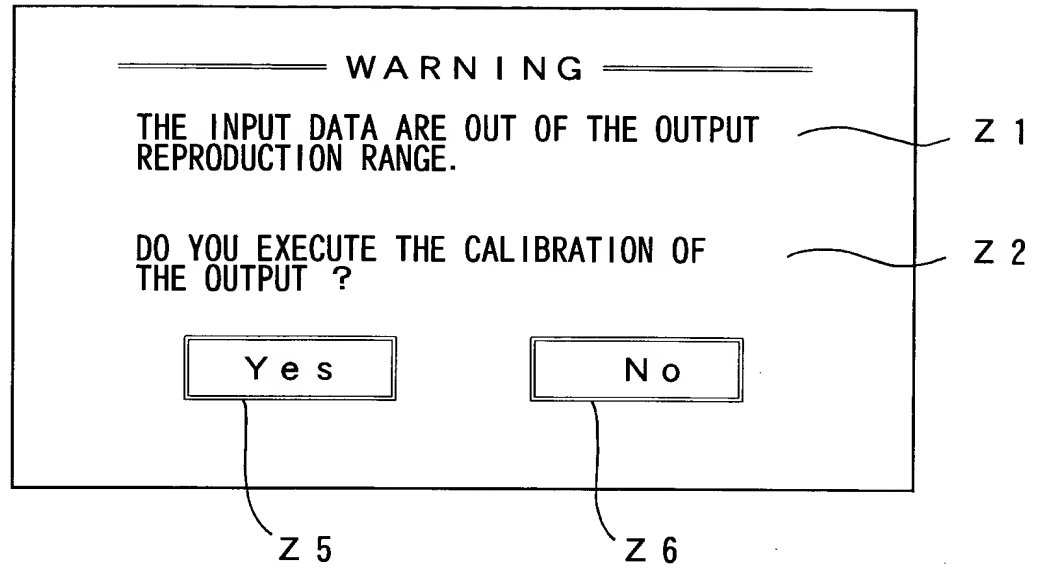 WARNING
THE INPUT DATA ARE OUT OF THE OUTPUT
REPRODUCTION RANGE.
Z 1
DO YOU EXECUTE THE CALIBRATION OF
THE OUTPUT ?
Z 2
Yes
No
Z 5
Z 6